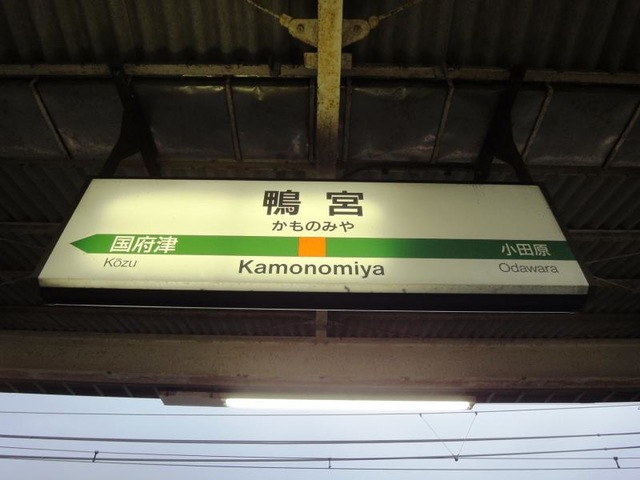 鴨宮
かものみや
国府津
小田原
Kōzu
Kamonomiya
Odawara